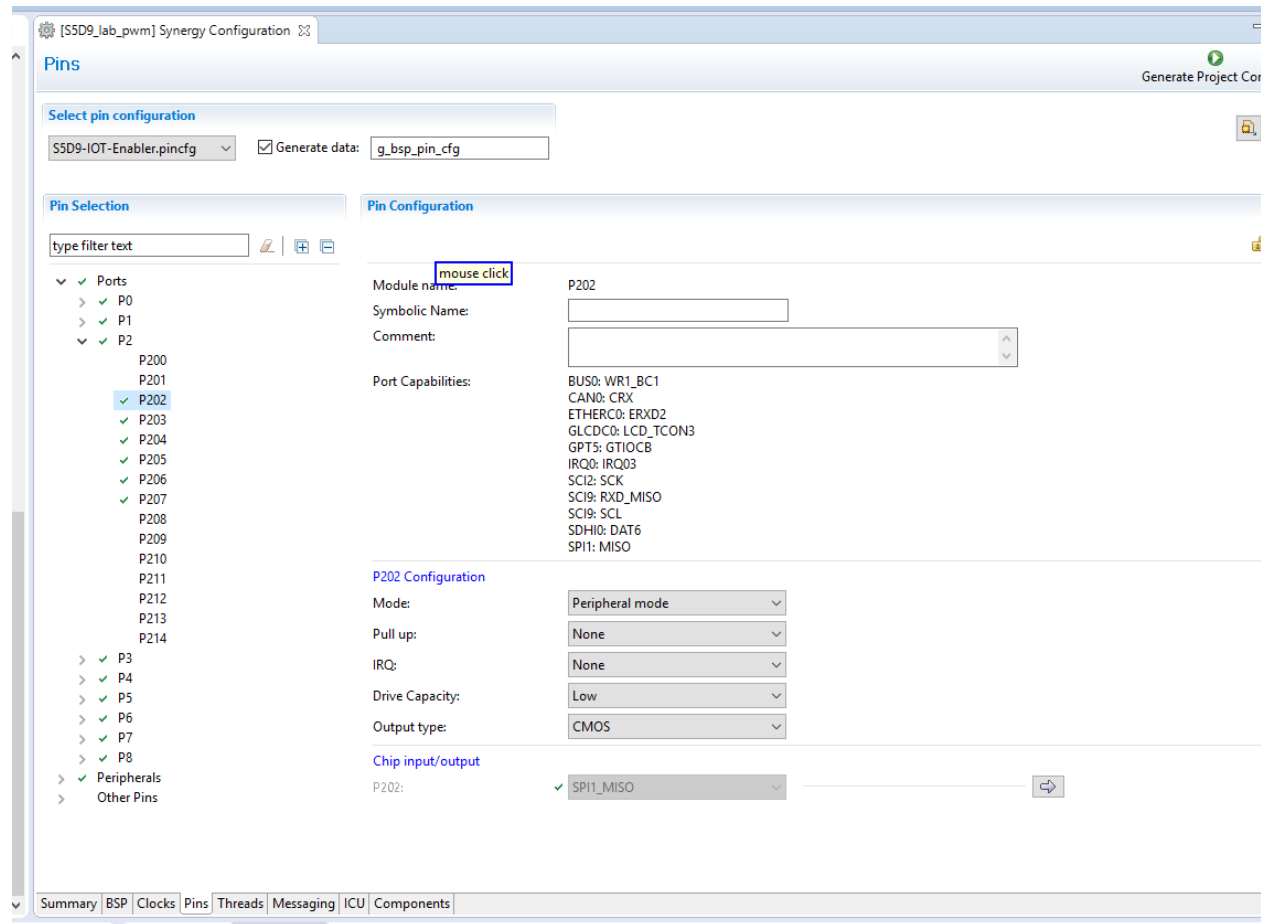 [S5D9_lab_pwm] Synergy Configuration
Pins
Generate Project Con
Select pin configuration
S5D9-IOT-Enabler.pincfg
Generate data:
g_bsp_pin_cfg
Pin Selection
type filter text
Ports
P0
P1
P2
P200
P201
P202
P203
P204
P205
P206
P207
P208
P209
P210
P211
P212
P213
P214
P3
P4
P5
P6
P7
P8
Peripherals
Other Pins
Pin Configuration
mouse click
Module name: P202
Symbolic Name:
Comment:
Port Capabilities: BUS0: WR1_BC1
CAN0: CRX
ETHERC0: ERXD2
GLCDC0: LCD_TCON3
GPT5: GTIOCB
IRQ0: IRQ03
SCI2: SCK
SCI9: RXD_MISO
SCI9: SCL
SDHI0: DAT6
SPI1: MISO
P202 Configuration
Mode: Peripheral mode
Pull up: None
IRQ: None
Drive Capacity: Low
Output type: CMOS
Chip input/output
P202: SPI1_MISO
Summary BSP Clocks Pins Threads Messaging ICU Components